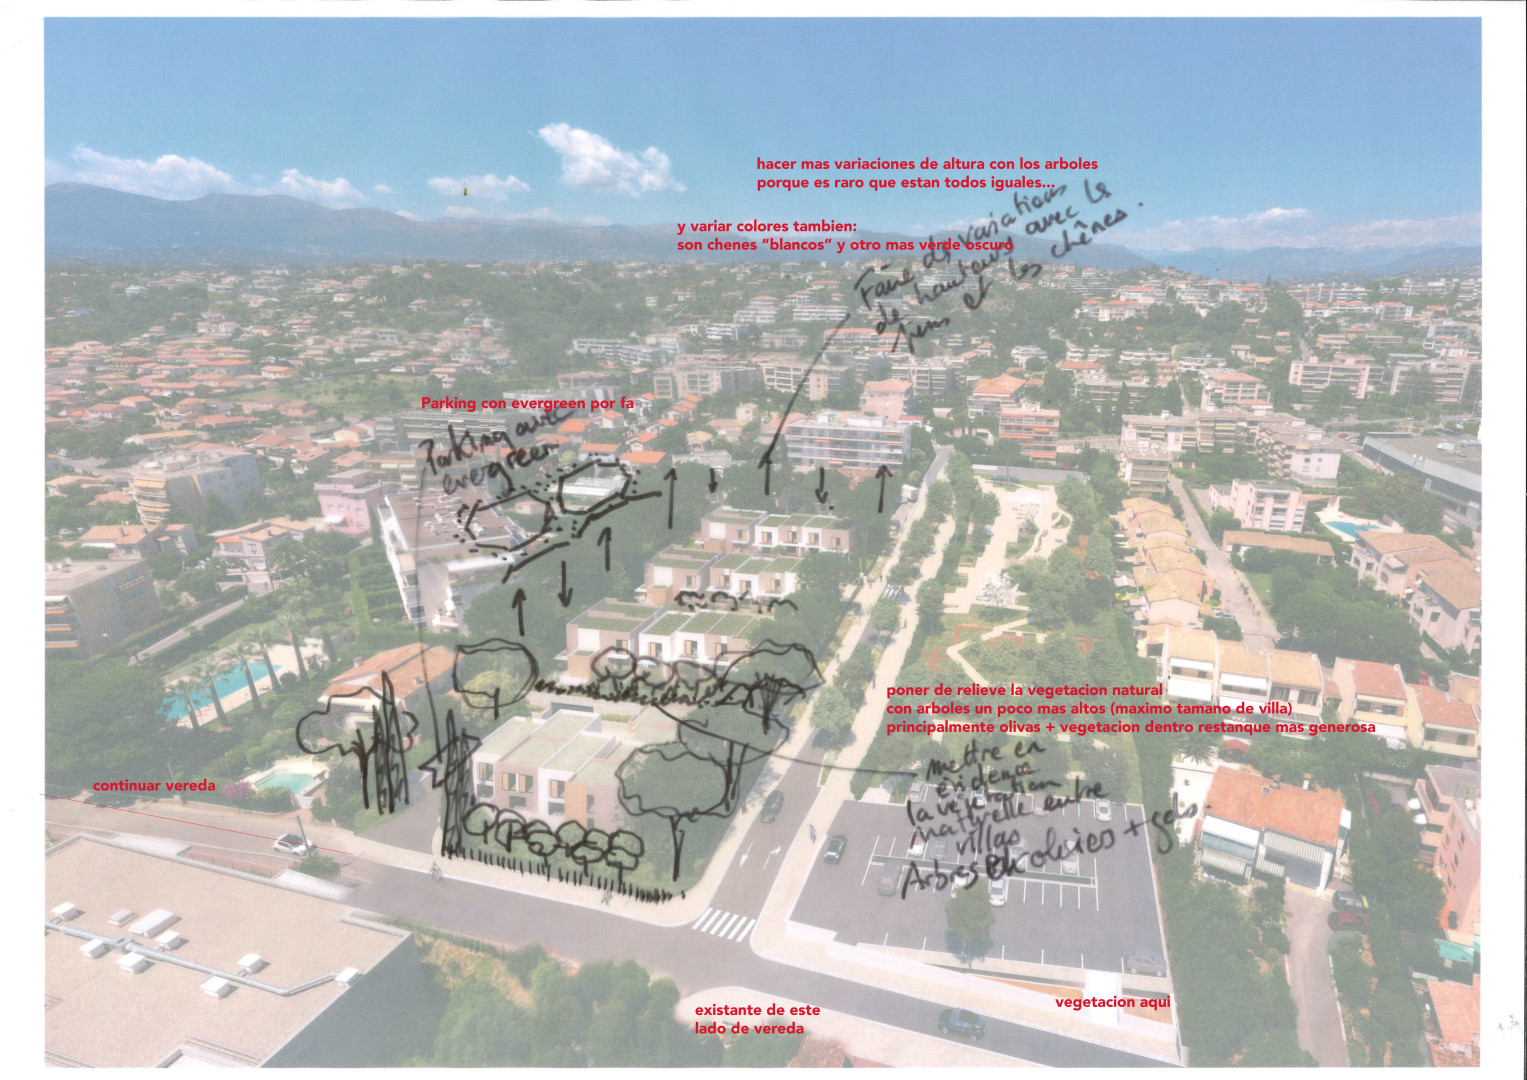 hacer mas variaciones de altura con los arboles
porque es raro que estan todos iguales...
y variar colores tambien:
son chenes “blancos” y otro mas verde oscuro
Faire des variations
de hauteurs avec les
pins et les chênes.
Parking con evergreen por fa
Parking avec
evergreen
poner de relieve la vegetacion natural
con arboles un poco mas altos (maximo tamano de villa)
principalmente olivas + vegetacion dentro restanque mas generosa
mettre en
évidence
la végétation
naturelle entre
villas
Arbres oliviers +
continuar vereda
vegetacion aqui
existante de este
lado de vereda